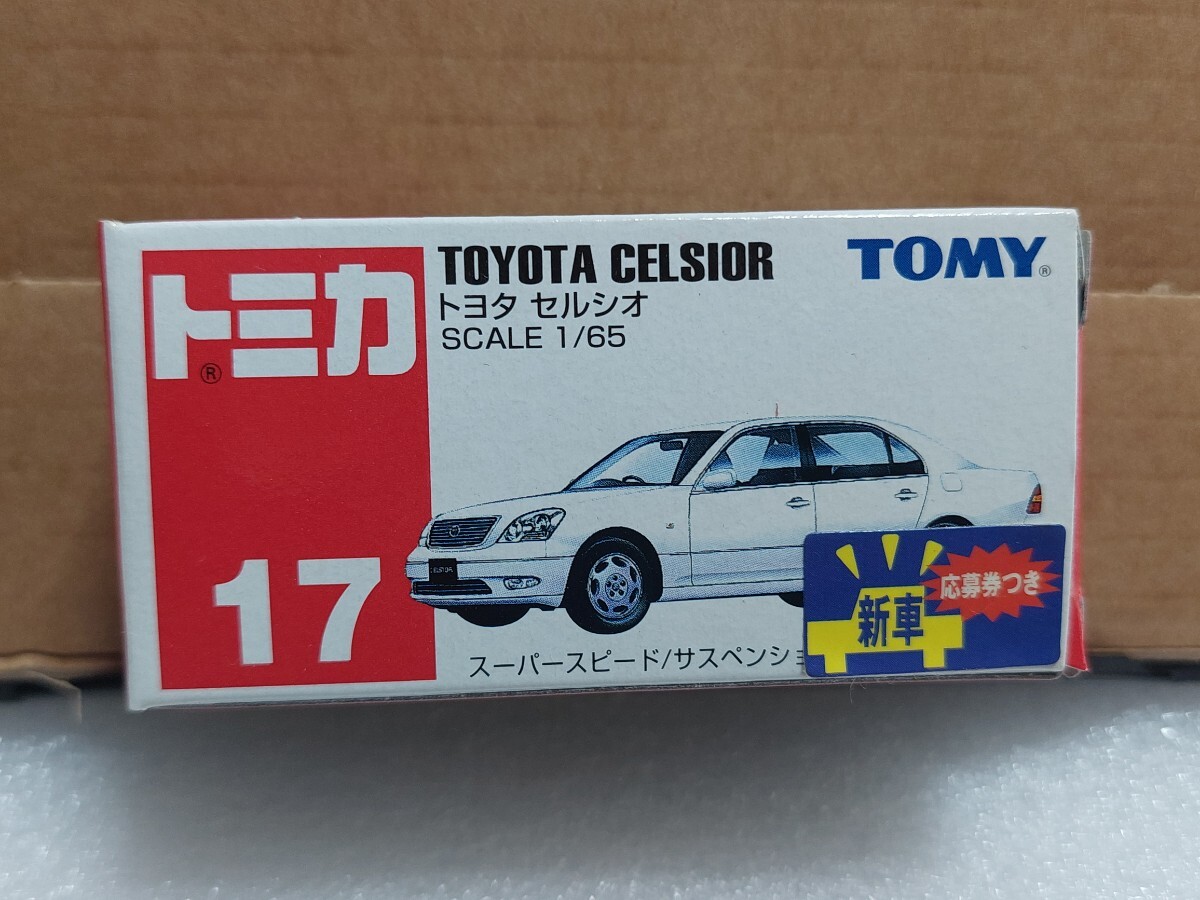 トミカ®
17
TOYOTA CELSIOR
トヨタ セルシオ
SCALE 1/65
TOMY®
CELSIOR
スーパースピード/サスペンショ
新車
応募券つき